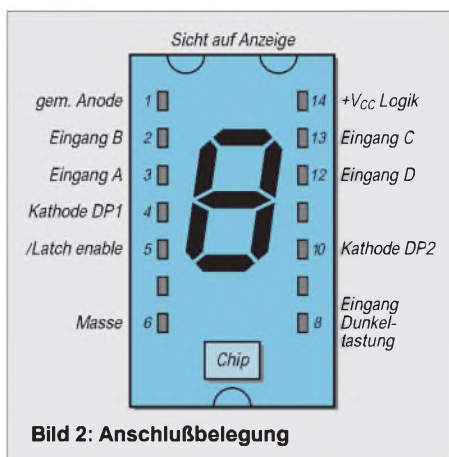 Sicht auf Anzeige
gem. Anode 1 14 +VCC Logik
Eingang B 2 13 Eingang C
Eingang A 3 12 Eingang D
Kathode DP1 4
/Latch enable 5 10 Kathode DP2
Masse 6 8 Eingang
Dunkel-
tastung
Chip
Bild 2: Anschlußbelegung